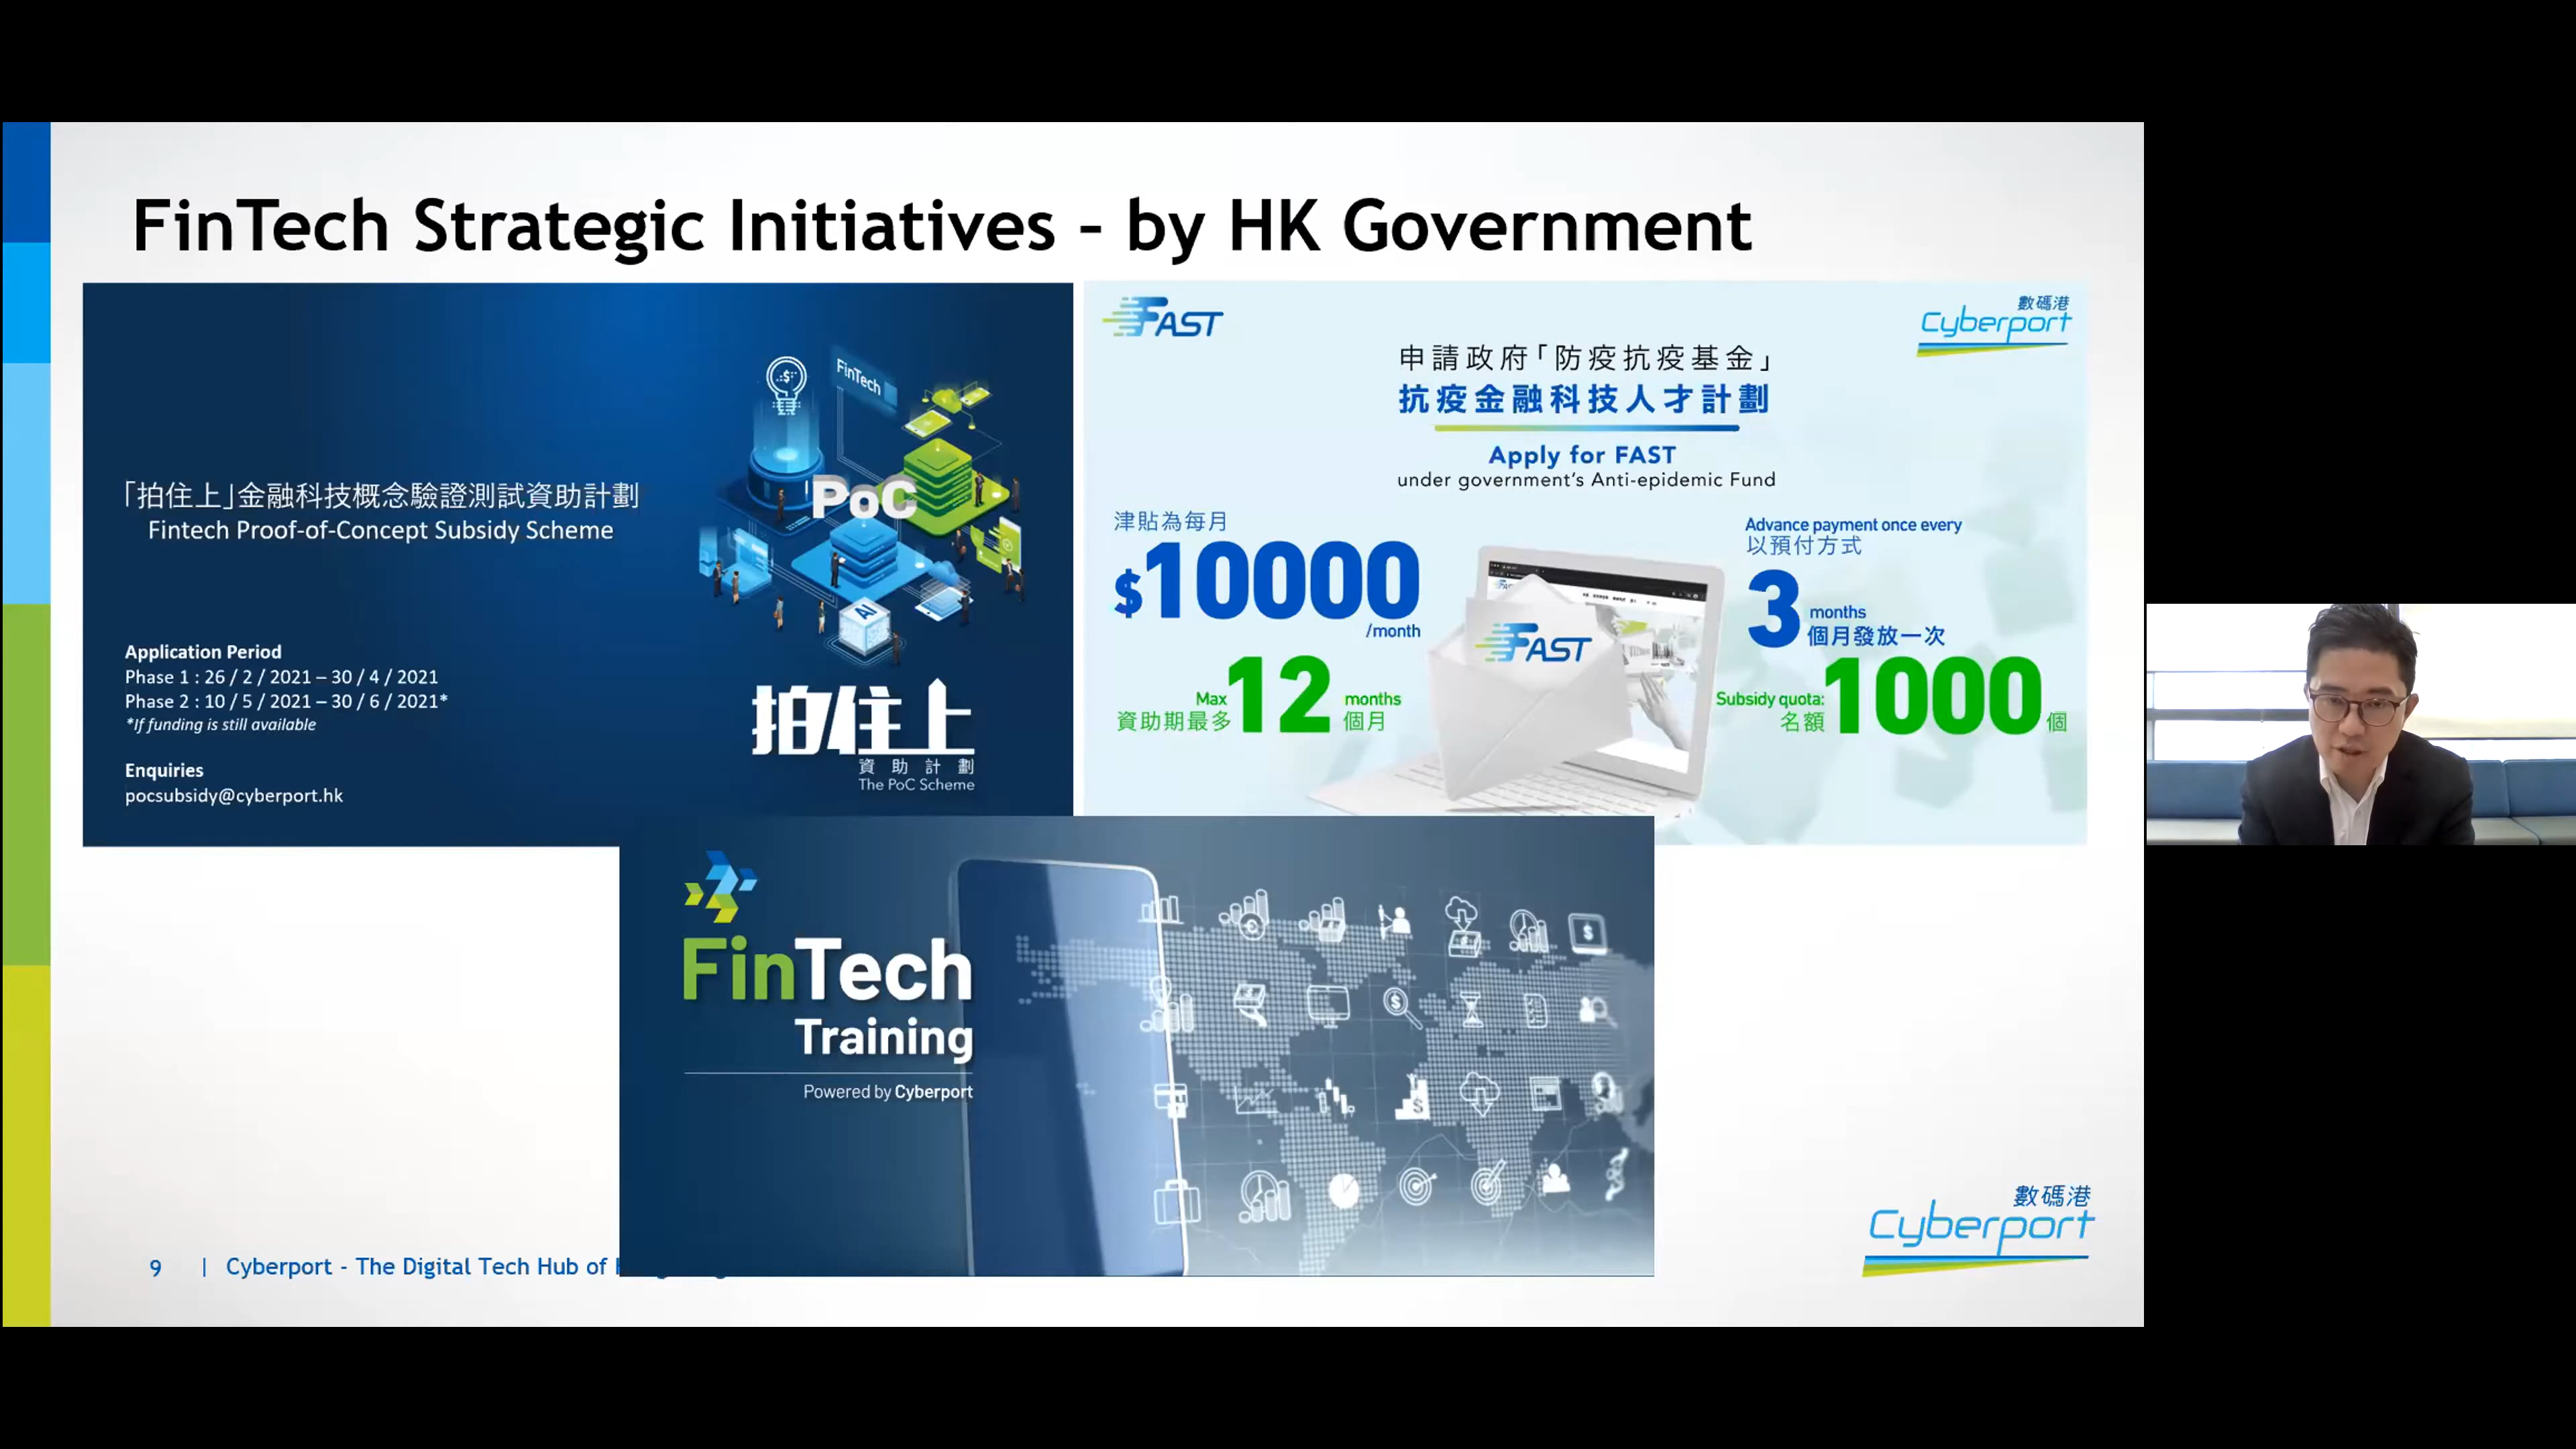 FinTech Strategic Initiatives - by HK Government
「拍住上」金融科技概念驗證測試資助計劃
Fintech Proof-of-Concept Subsidy Scheme
Application Period
Phase 1 : 26 / 2 / 2021 – 30 / 4 / 2021
Phase 2 : 10 / 5 / 2021 – 30 / 6 / 2021*
*If funding is still available
Enquiries
pocsubsidy@cyberport.hk
FinTech
PoC
AI
拍住上
資助計劃
The PoC Scheme
FAST
數碼港
Cyberport
申請政府「防疫抗疫基金」
抗疫金融科技人才計劃
Apply for FAST
under government's Anti-epidemic Fund
津貼為每月
$10000
/month
Max
資助期最多
12
months
個月
FAST
Advance payment once every
以預付方式
3
months
個月發放一次
Subsidy quota:
名額
1000
個
FinTech
Training
Powered by Cyberport
9 | Cyberport - The Digital Tech Hub of
數碼港
Cyberport